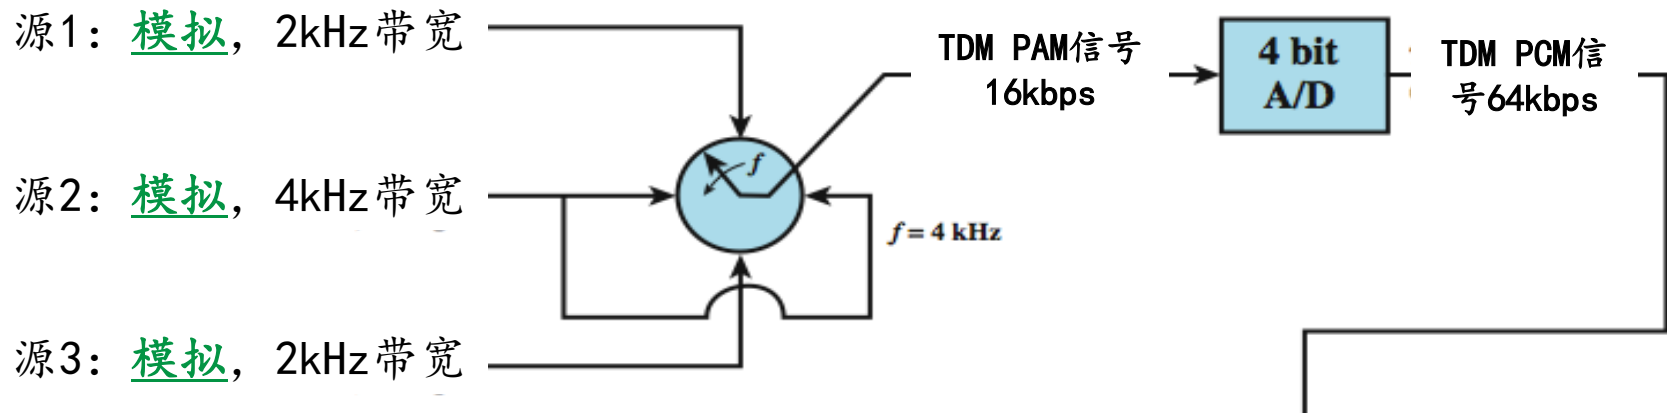 源1：模拟，2kHz带宽
TDM PAM信号
16kbps
4 bit
A/D
TDM PCM信
号64kbps
f
源2：模拟，4kHz带宽
f = 4 kHz
源3：模拟，2kHz带宽